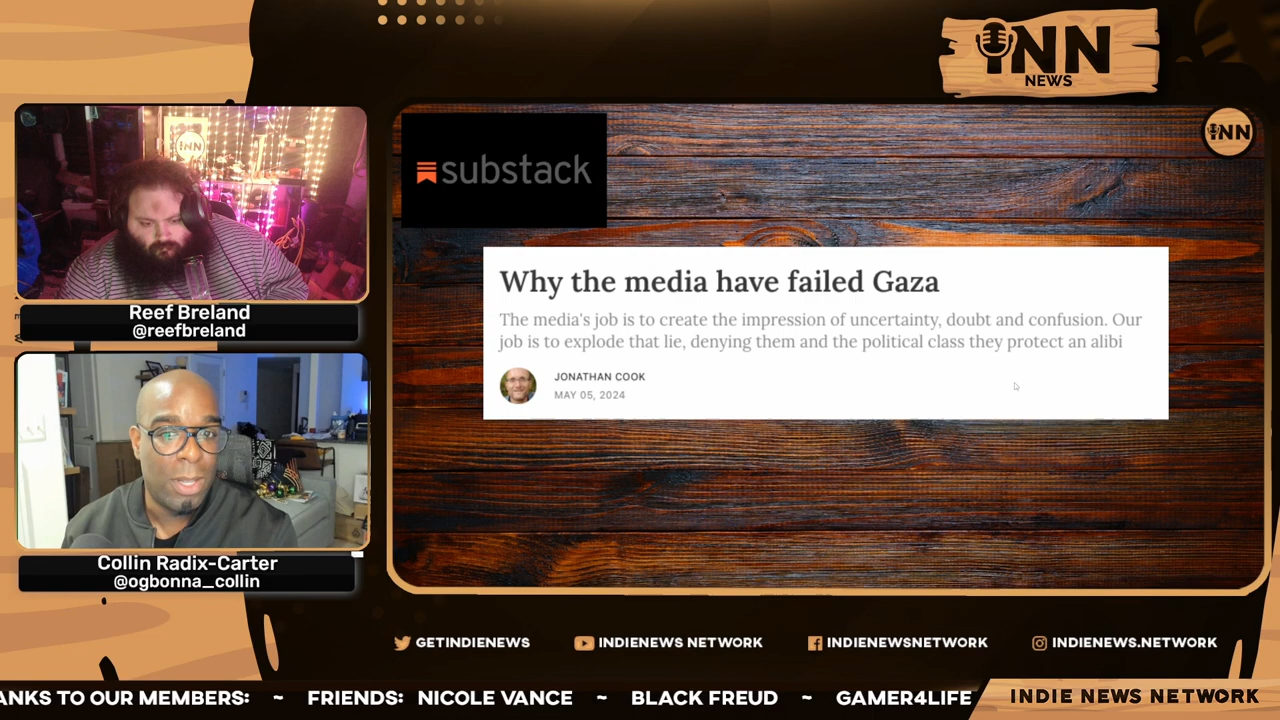 iNN
NEWS
iNN
substack
iNN
Why the media have failed Gaza
The media's job is to create the impression of uncertainty, doubt and confusion. Our
job is to explode that lie, denying them and the political class they protect an alibi
JONATHAN COOK
MAY 05, 2024
Reef Breland
@reefbreland
Collin Radix-Carter
@ogbonna_collin
GETINDIENEWS
INDIENEWS NETWORK
INDIENEWSNETWORK
INDIENEWS.NETWORK
ANKS TO OUR MEMBERS: ~ FRIENDS: NICOLE VANCE ~ BLACK FREUD ~ GAMER4LIFE
INDIE NEWS NETWORK